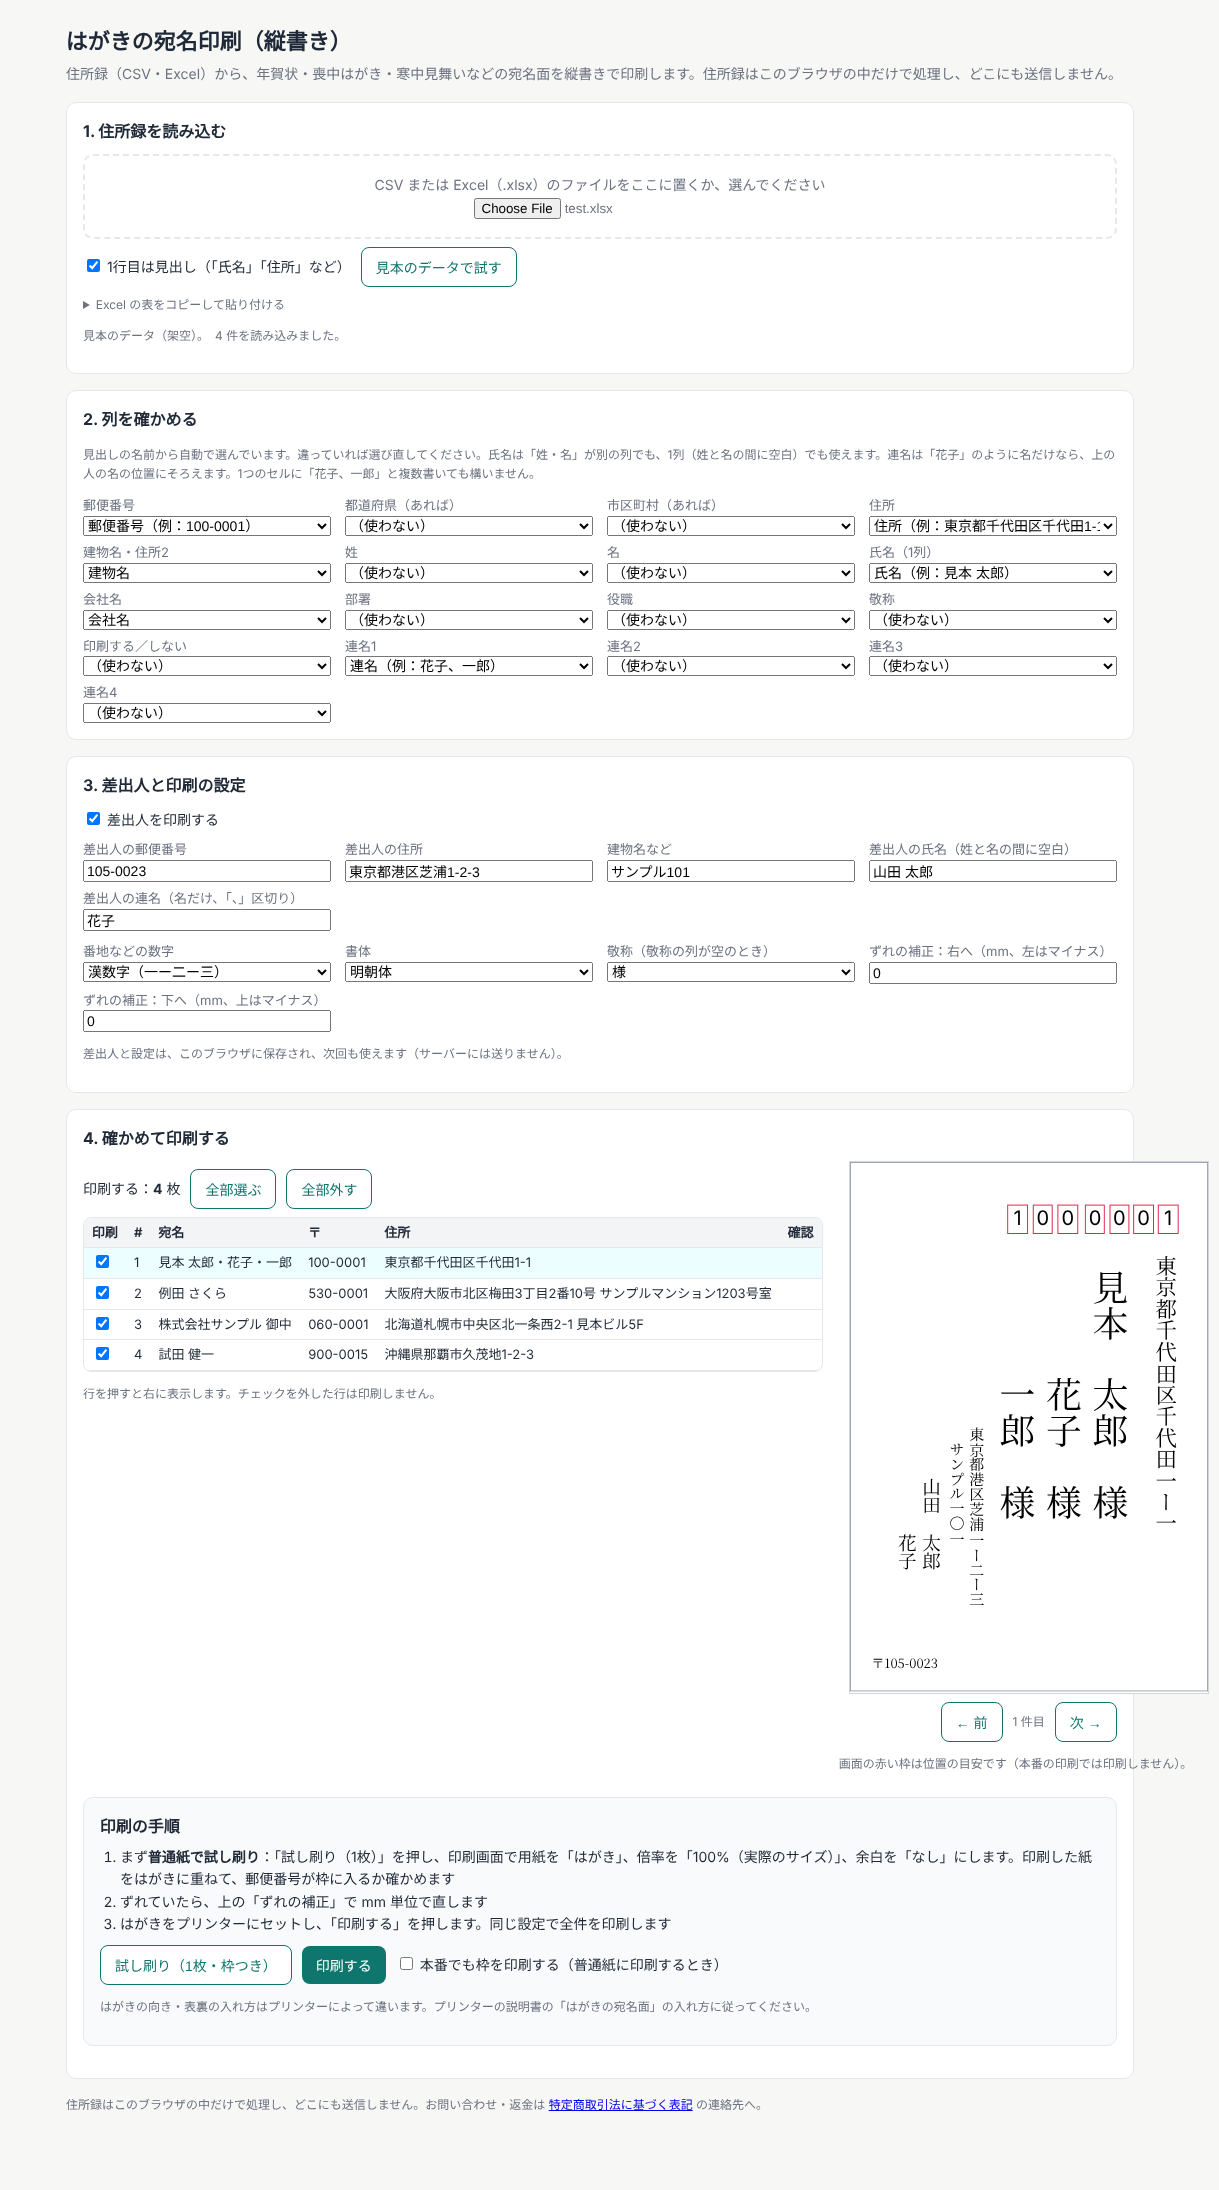 はがきの宛名印刷（縦書き）
住所録（CSV・Excel）から、年賀状・喪中はがき・寒中見舞いなどの宛名面を縦書きで印刷します。住所録はこのブラウザの中だけで処理し、どこにも送信しません。
1. 住所録を読み込む
CSV または Excel（.xlsx）のファイルをここに置くか、選んでください
Choose File test.xlsx
1行目は見出し（「氏名」「住所」など） 見本のデータで試す
▶ Excel の表をコピーして貼り付ける
見本のデータ（架空）。 4 件を読み込みました。
2. 列を確かめる
見出しの名前から自動で選んでいます。違っていれば選び直してください。氏名は「姓・名」が別の列でも、1列（姓と名の間に空白）でも使えます。連名は「花子」のように名だけなら、上の
人の名の位置にそろえます。1つのセルに「花子、一郎」と複数書いても構いません。
郵便番号 都道府県（あれば） 市区町村（あれば） 住所
郵便番号（例：100-0001） （使わない） （使わない） 住所（例：東京都千代田区千代田1-1
建物名・住所2 姓 名 氏名（1列）
建物名 （使わない） （使わない） 氏名（例：見本 太郎）
会社名 部署 役職 敬称
会社名 （使わない） （使わない） （使わない）
印刷する／しない 連名1 連名2 連名3
（使わない） 連名（例：花子、一郎） （使わない） （使わない）
連名4
（使わない）
3. 差出人と印刷の設定
差出人を印刷する
差出人の郵便番号 差出人の住所 建物名など 差出人の氏名（姓と名の間に空白）
105-0023 東京都港区芝浦1-2-3 サンプル101 山田 太郎
差出人の連名（名だけ、「、」区切り）
花子
番地などの数字 書体 敬称（敬称の列が空のとき） ずれの補正：右へ（mm、左はマイナス）
漢数字（一ー二ー三） 明朝体 様 0
ずれの補正：下へ（mm、上はマイナス）
0
差出人と設定は、このブラウザに保存され、次回も使えます（サーバーには送りません）。
4. 確かめて印刷する
印刷する：4 枚 全部選ぶ 全部外す
印刷 # 宛名 〒 住所 確認
1 見本 太郎・花子・一郎 100-0001 東京都千代田区千代田1-1
2 例田 さくら 530-0001 大阪府大阪市北区梅田3丁目2番10号 サンプルマンション1203号室
3 株式会社サンプル 御中 060-0001 北海道札幌市中央区北一条西2-1 見本ビル5F
4 試田 健一 900-0015 沖縄県那覇市久茂地1-2-3
行を押すと右に表示します。チェックを外した行は印刷しません。
1 0 0 0 0 0 1
東京都千代田区千代田一ー一
見本 太郎 様
花子 様
一郎 様
東京都港区芝浦一ー二ー三
サンプル一〇一
山田 太郎
花子
〒105-0023
← 前 1 件目 次 →
画面の赤い枠は位置の目安です（本番の印刷では印刷しません）。
印刷の手順
1. まず普通紙で試し刷り：「試し刷り（1枚）」を押し、印刷画面で用紙を「はがき」、倍率を「100%（実際のサイズ）」、余白を「なし」にします。印刷した紙
をはがきに重ねて、郵便番号が枠に入るか確かめます
2. ずれていたら、上の「ずれの補正」で mm 単位で直します
3. はがきをプリンターにセットし、「印刷する」を押します。同じ設定で全件を印刷します
試し刷り（1枚・枠つき） 印刷する 本番でも枠を印刷する（普通紙に印刷するとき）
はがきの向き・表裏の入れ方はプリンターによって違います。プリンターの説明書の「はがきの宛名面」の入れ方に従ってください。
住所録はこのブラウザの中だけで処理し、どこにも送信しません。お問い合わせ・返金は 特定商取引法に基づく表記 の連絡先へ。